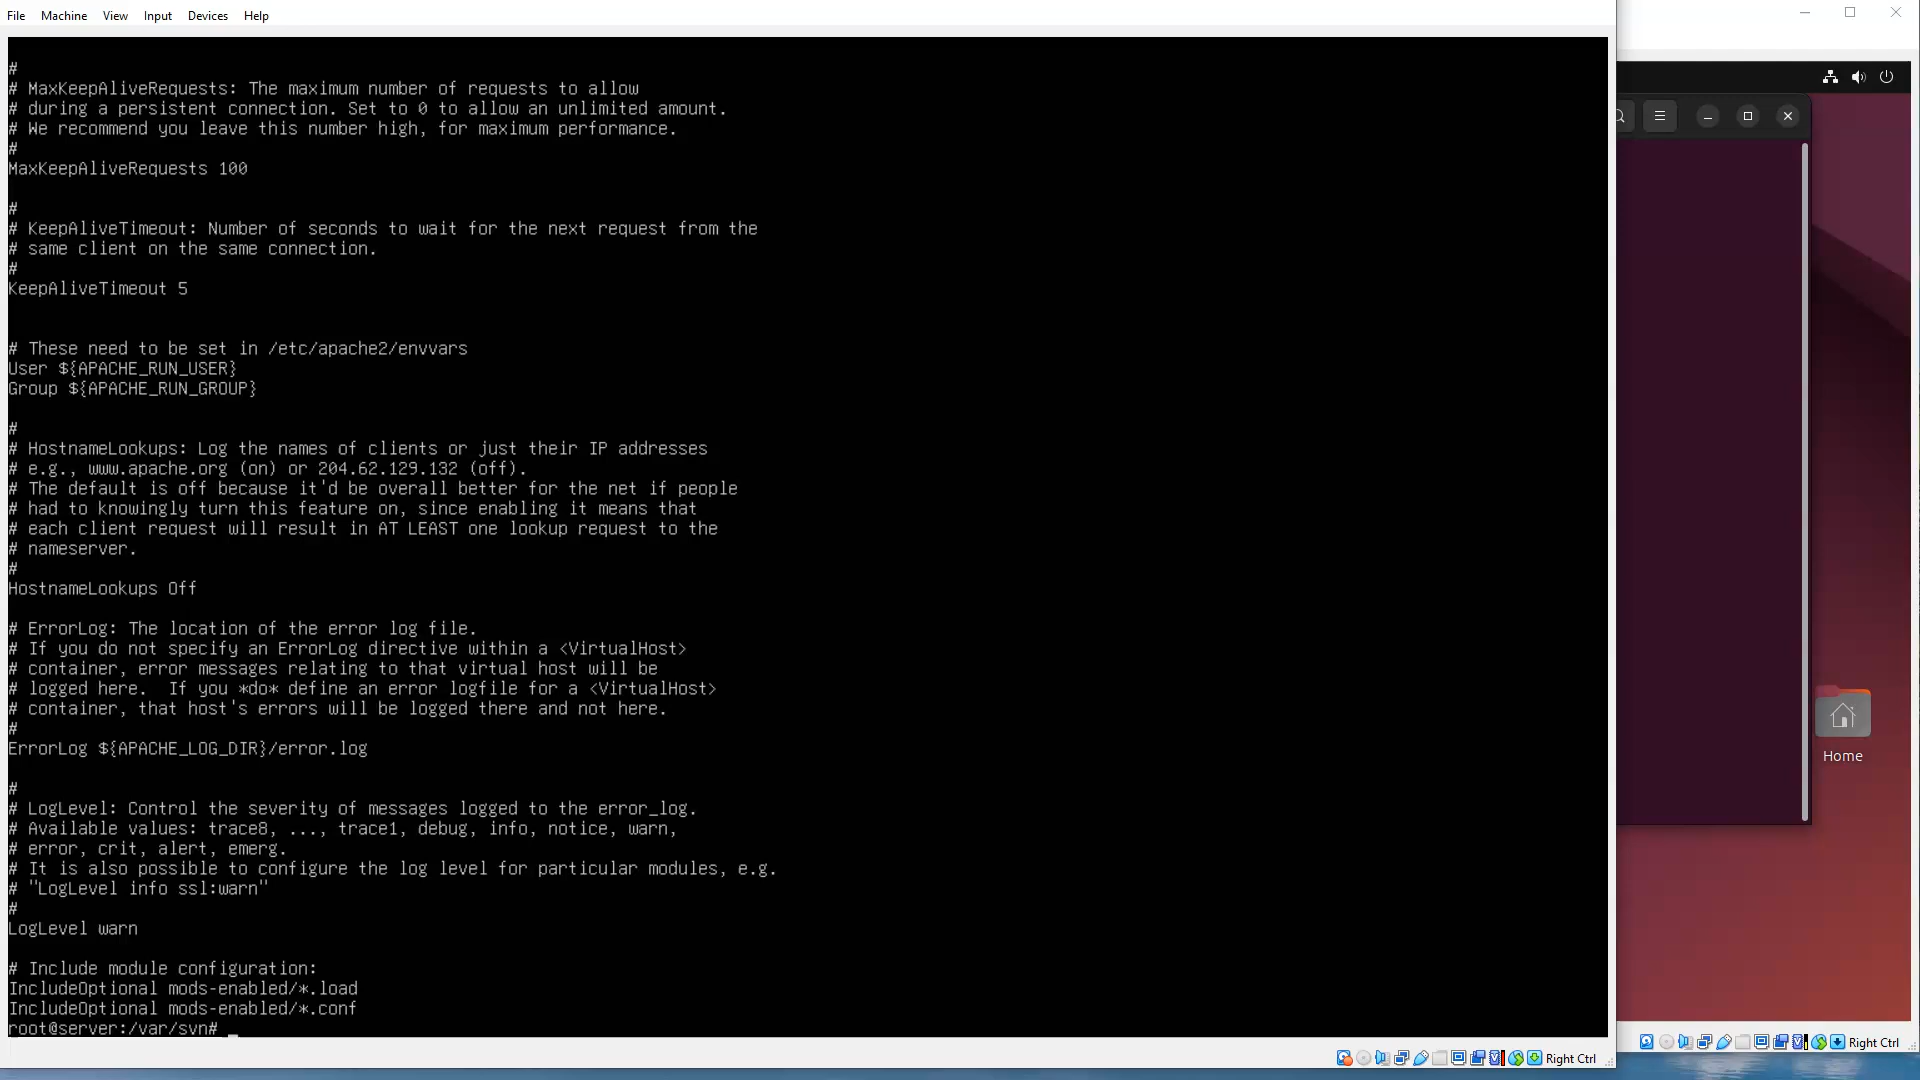 File Machine View Input Devices Help
#
# MaxKeepAliveRequests: The maximum number of requests to allow
# during a persistent connection. Set to 0 to allow an unlimited amount.
# We recommend you leave this number high, for maximum performance.
#
MaxKeepAliveRequests 100
#
# KeepAliveTimeout: Number of seconds to wait for the next request from the
# same client on the same connection.
#
KeepAliveTimeout 5
# These need to be set in /etc/apache2/envvars
User ${APACHE_RUN_USER}
Group ${APACHE_RUN_GROUP}
#
# HostnameLookups: Log the names of clients or just their IP addresses
# e.g., www.apache.org (on) or 204.62.129.132 (off).
# The default is off because it'd be overall better for the net if people
# had to knowingly turn this feature on, since enabling it means that
# each client request will result in AT LEAST one lookup request to the
# nameserver.
#
HostnameLookups Off
# ErrorLog: The location of the error log file.
# If you do not specify an ErrorLog directive within a <VirtualHost>
# container, error messages relating to that virtual host will be
# logged here.  If you *do* define an error logfile for a <VirtualHost>
# container, that host's errors will be logged there and not here.
#
ErrorLog ${APACHE_LOG_DIR}/error.log
#
# LogLevel: Control the severity of messages logged to the error_log.
# Available values: trace8, ..., trace1, debug, info, notice, warn,
# error, crit, alert, emerg.
# It is also possible to configure the log level for particular modules, e.g.
# "LogLevel info ssl:warn"
#
LogLevel warn
# Include module configuration:
IncludeOptional mods-enabled/*.load
IncludeOptional mods-enabled/*.conf
root@server:/var/svn# _
Home
Right Ctrl
Right Ctrl